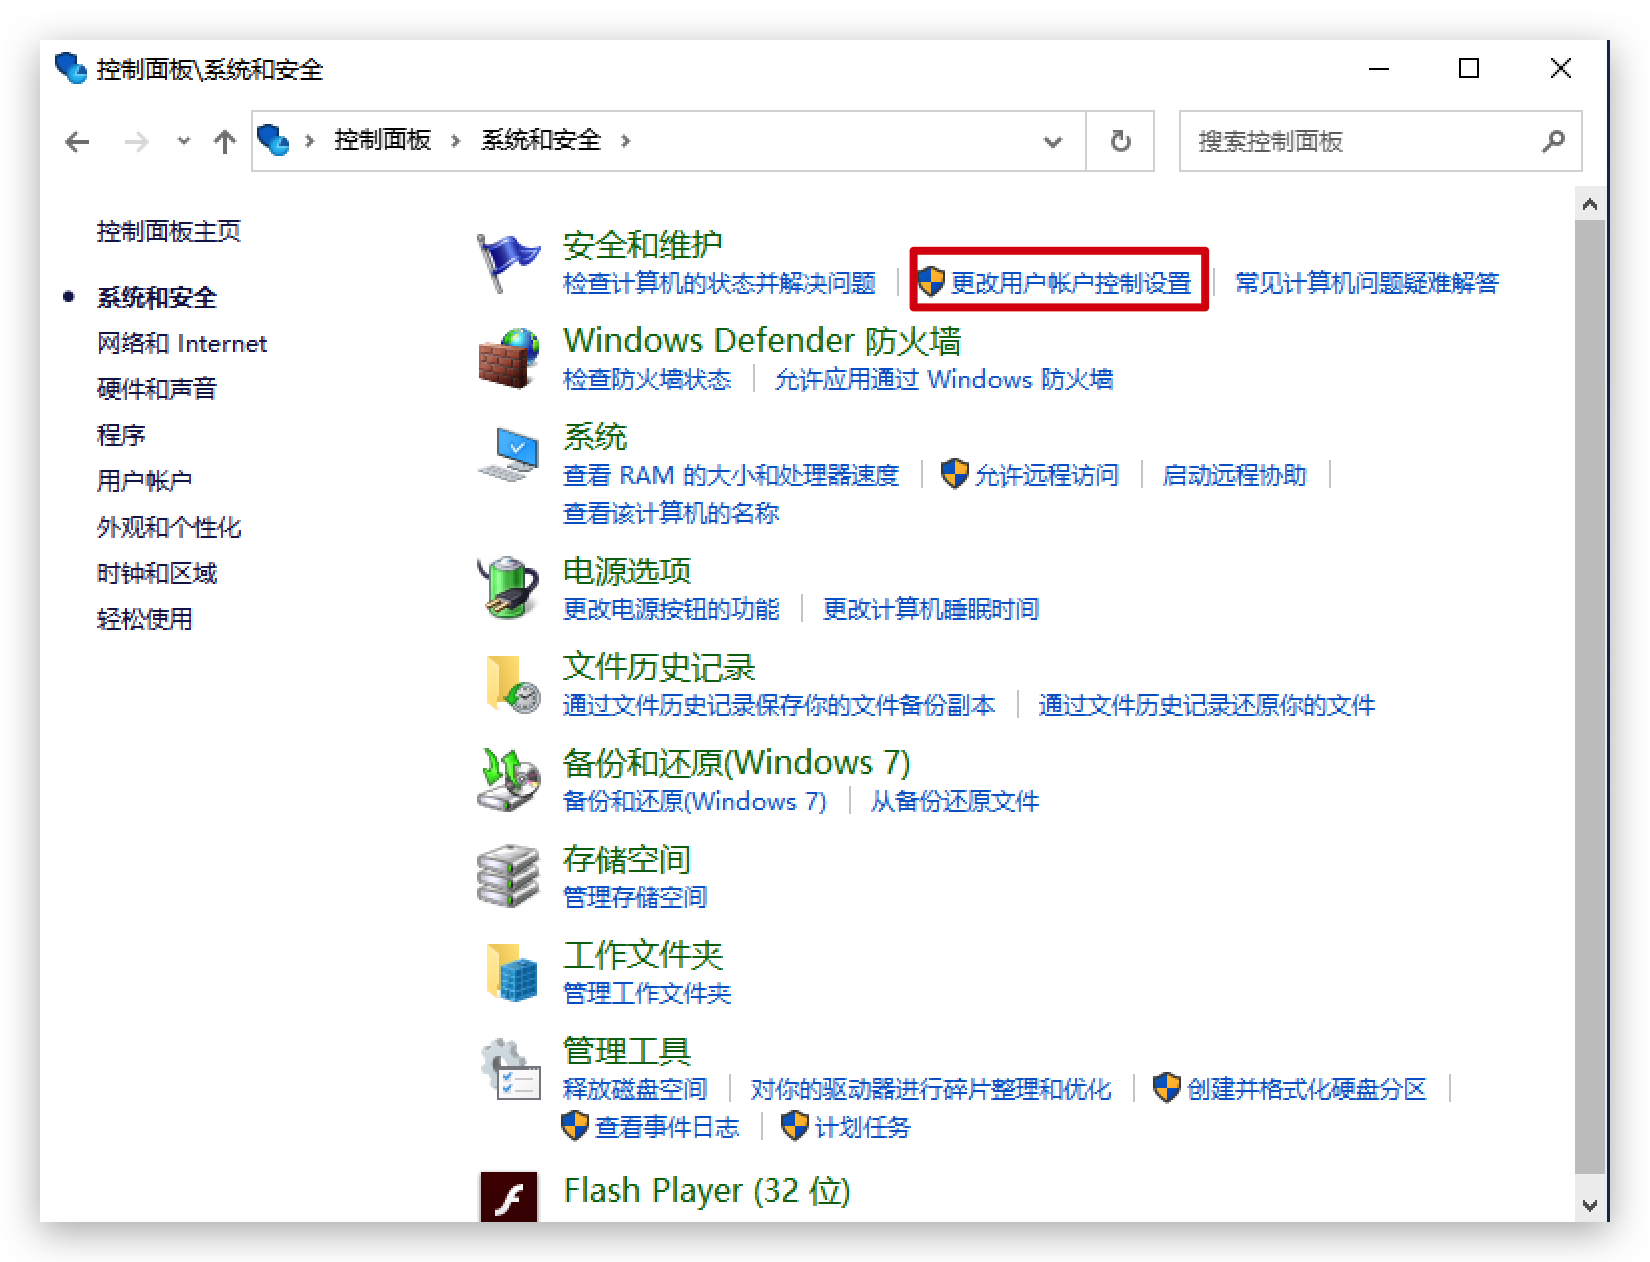 控制面板\系统和安全
控制面板 系统和安全
搜索控制面板
控制面板主页
系统和安全
网络和 Internet
硬件和声音
程序
用户帐户
外观和个性化
时钟和区域
轻松使用
安全和维护
检查计算机的状态并解决问题 更改用户帐户控制设置 常见计算机问题疑难解答
Windows Defender 防火墙
检查防火墙状态 允许应用通过 Windows 防火墙
系统
查看 RAM 的大小和处理器速度 允许远程访问 启动远程协助
查看该计算机的名称
电源选项
更改电源按钮的功能 更改计算机睡眠时间
文件历史记录
通过文件历史记录保存你的文件备份副本 通过文件历史记录还原你的文件
备份和还原(Windows 7)
备份和还原(Windows 7) 从备份还原文件
存储空间
管理存储空间
工作文件夹
管理工作文件夹
管理工具
释放磁盘空间 对你的驱动器进行碎片整理和优化 创建并格式化硬盘分区
查看事件日志 计划任务
Flash Player (32 位)